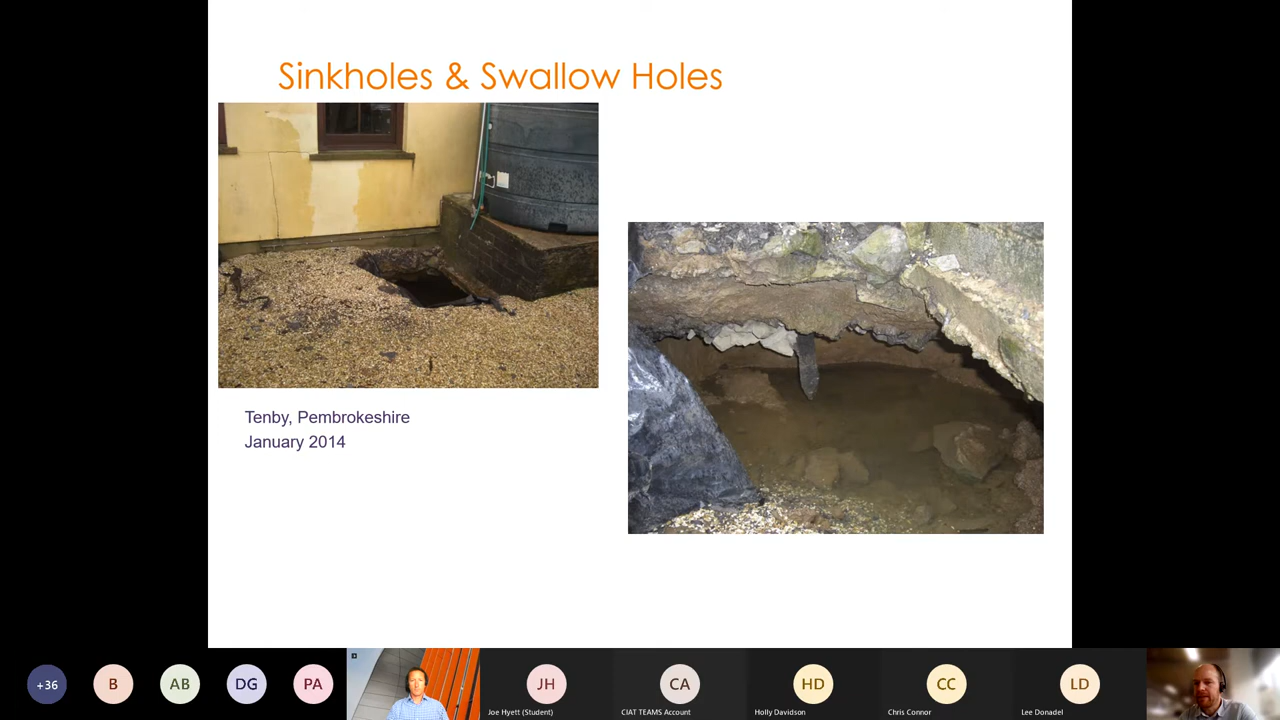 Sinkholes & Swallow Holes
Tenby, Pembrokeshire
January 2014
+36
B
AB
DG
PA
JH
CA
HD
CC
LD
Joe Hyett (Student)
CIAT TEAMS Account
Holly Davidson
Chris Connor
Lee Donadel